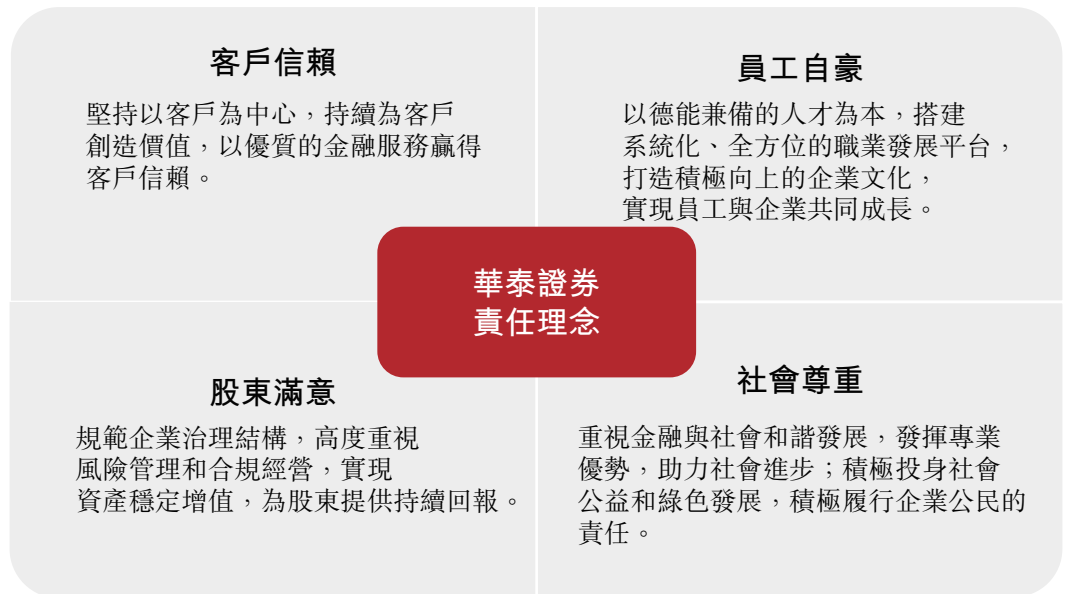 客戶信賴
堅持以客戶為中心，持續為客戶
創造價值，以優質的金融服務贏得
客戶信賴。
員工自豪
以德能兼備的人才為本，搭建
系統化、全方位的職業發展平台，
打造積極向上的企業文化，
實現員工與企業共同成長。
華泰證券
責任理念
股東滿意
規範企業治理結構，高度重視
風險管理和合規經營，實現
資產穩定增值，為股東提供持續回報。
社會尊重
重視金融與社會和諧發展，發揮專業
優勢，助力社會進步；積極投身社會
公益和綠色發展，積極履行企業公民的
責任。